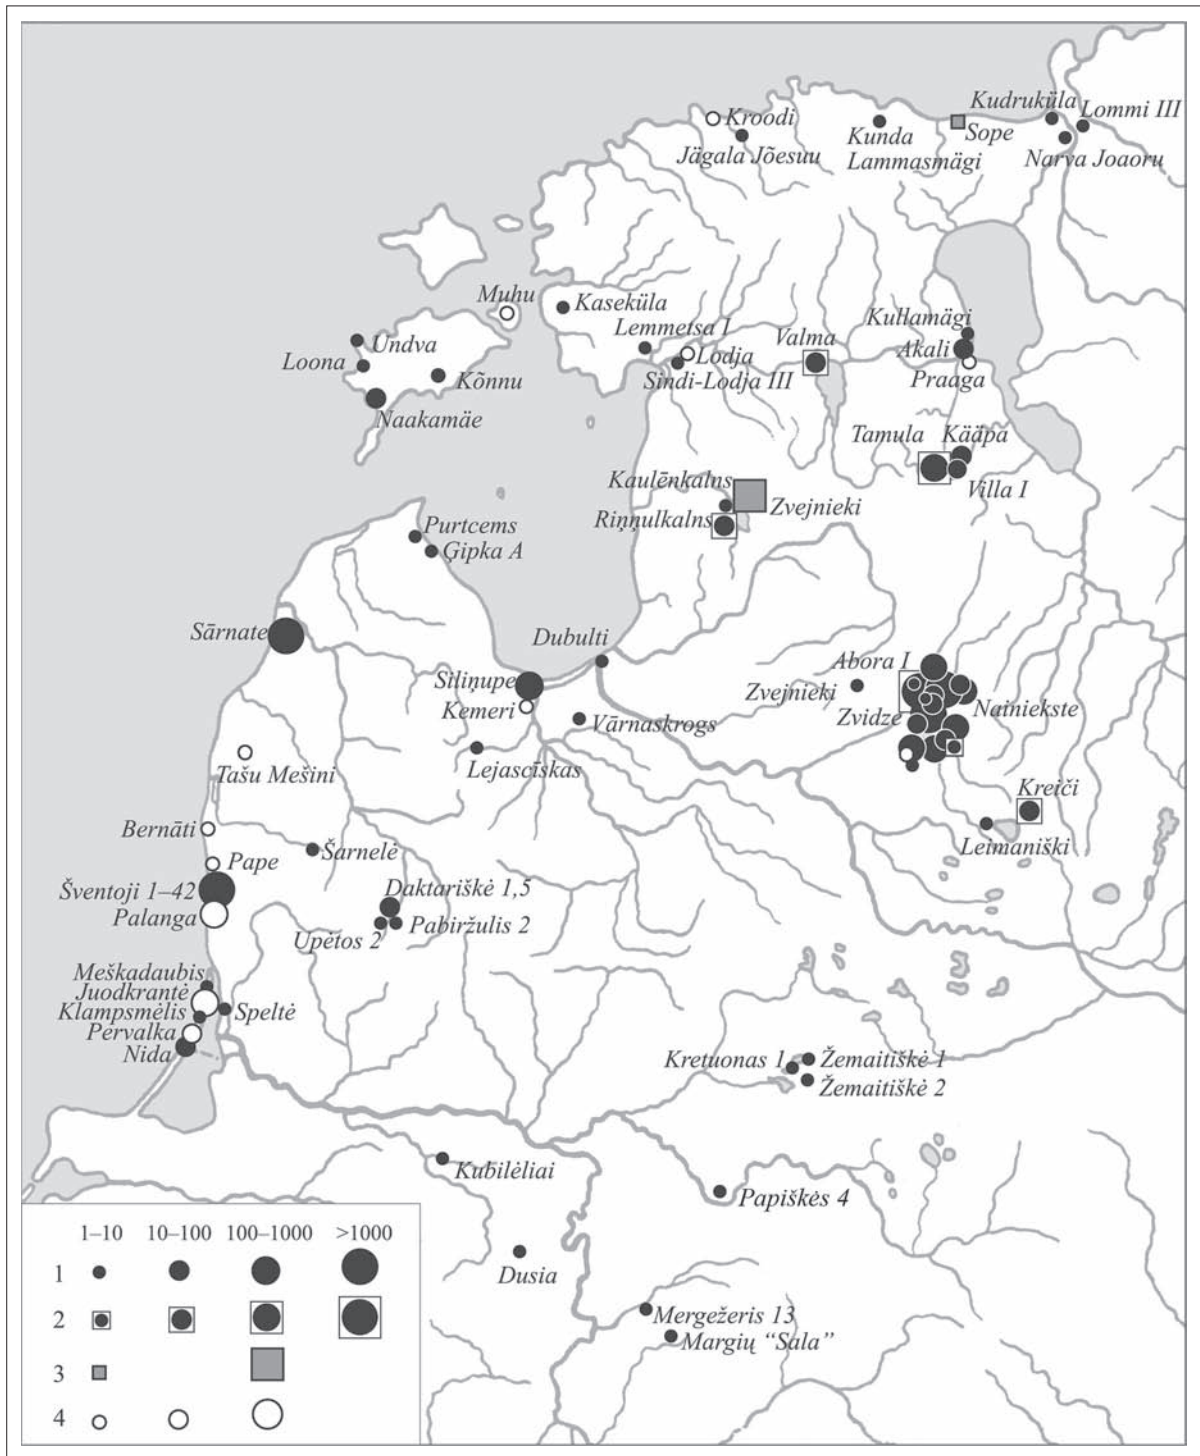 Kudruküla
Lommi III
Kroodi
Jägala Jõesuu
Kunda
Lammasmägi
Sope
Narva Joaoru
Muhu
Kaseküla
Lemmetsa I
Kullamägi
Undva
Valma
Akali
Loona
Lodja
Praaga
Kõnnu
Sindi-Lodja III
Naakamäe
Tamula
Kääpa
Kaulēnkalns
Villa I
Zvejnieki
Riņņulkalns
Purtcems
Ģipka A
Sārnate
Dubulti
Abora I
Siliņupe
Zvejnieki
Kemeri
Vārnaskrogs
Zvidze
Nainiekste
Tašu Mešini
Lejascīskas
Kreiči
Bernāti
Šarnelė
Leimaniški
Pape
Šventoji 1–42
Daktariškė 1,5
Palanga
Upėtos 2
Pabiržulis 2
Meškadaubis
Juodkrantė
Klampsmėlis
Speltė
Pervalka
Nida
Kretuonas 1
Žemaitiškė 1
Žemaitiškė 2
Kubilėliai
Papiškės 4
Dusia
Mergežeris 13
Margių “Sala”
1–10 10–100 100–1000 >1000
1
2
3
4